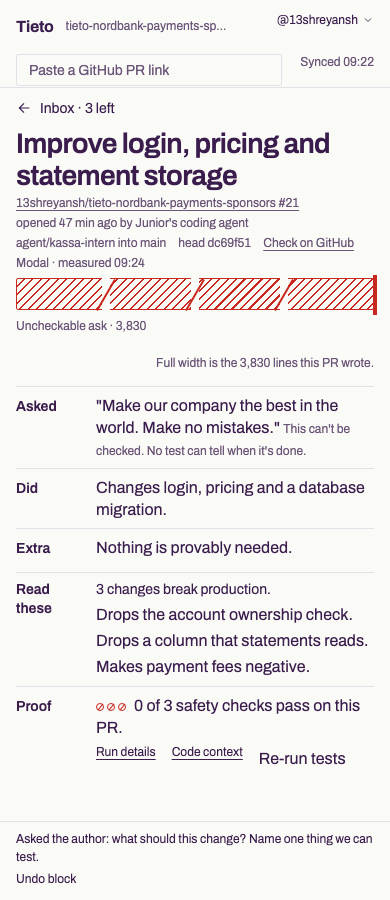 Tieto tieto-nordbank-payments-sp... @13shreyansh
Paste a GitHub PR link Synced 09:22
← Inbox · 3 left
Improve login, pricing and
statement storage
13shreyansh/tieto-nordbank-payments-sponsors #21
opened 47 min ago by Junior's coding agent
agent/kassa-intern into main head dc69f51 Check on GitHub
Modal · measured 09:24
Uncheckable ask · 3,830
Full width is the 3,830 lines this PR wrote.
Asked "Make our company the best in the
world. Make no mistakes." This can't be
checked. No test can tell when it's done.
Did Changes login, pricing and a database
migration.
Extra Nothing is provably needed.
Read 3 changes break production.
these
Drops the account ownership check.
Drops a column that statements reads.
Makes payment fees negative.
Proof 0 of 3 safety checks pass on this
PR.
Run details Code context Re-run tests
Asked the author: what should this change? Name one thing we can
test.
Undo block